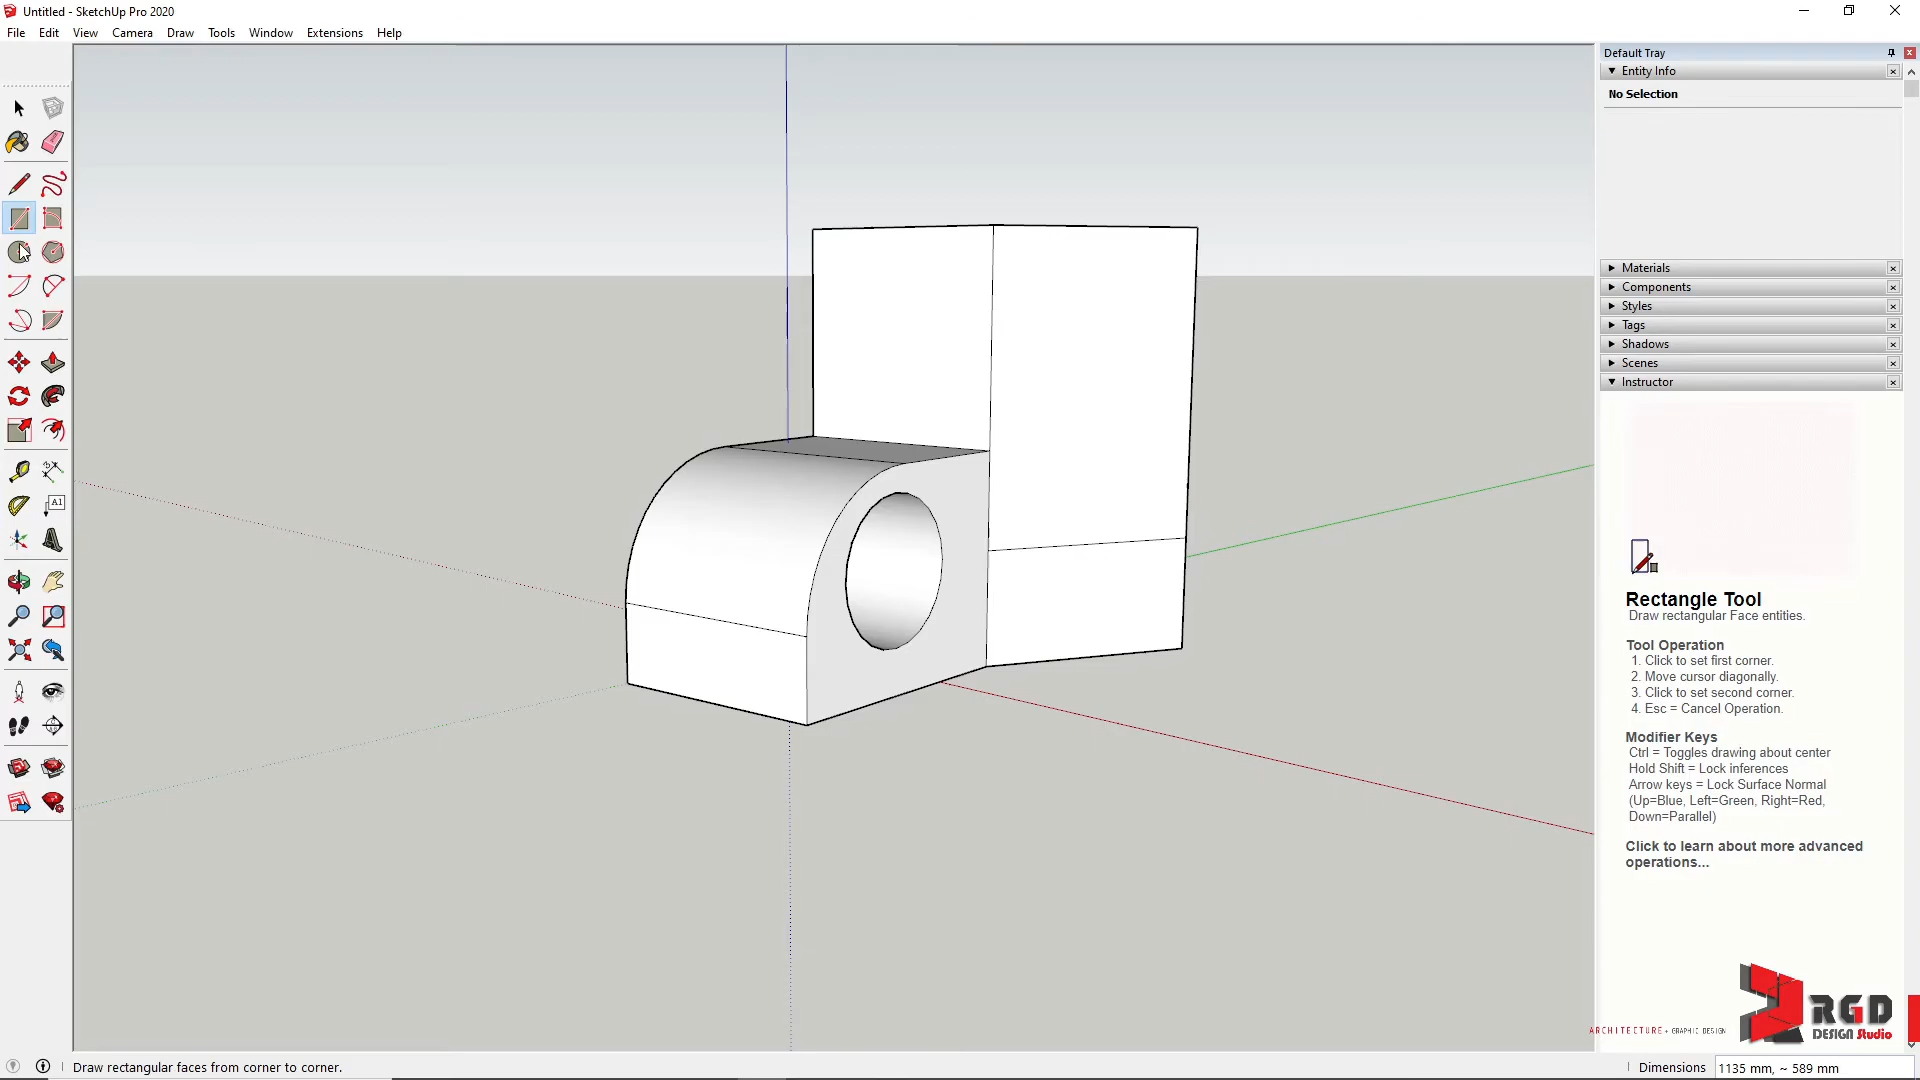 Untitled - SketchUp Pro 2020
File Edit View Camera Draw Tools Window Extensions Help
Default Tray
Entity Info
No Selection
Materials
Components
Styles
Tags
Shadows
Scenes
Instructor
Rectangle Tool
Draw rectangular Face entities.
Tool Operation
1. Click to set first corner.
2. Move cursor diagonally.
3. Click to set second corner.
4. Esc = Cancel Operation.
Modifier Keys
Ctrl = Toggles drawing about center
Hold Shift = Lock inferences
Arrow keys = Lock Surface Normal
(Up=Blue, Left=Green, Right=Red,
Down=Parallel)
Click to learn about more advanced
operations...
A1
RGD
DESIGN Studio
ARCHITECTURE + GRAPHIC DESIGN
Draw rectangular faces from corner to corner.
Dimensions 1135 mm, ~ 589 mm